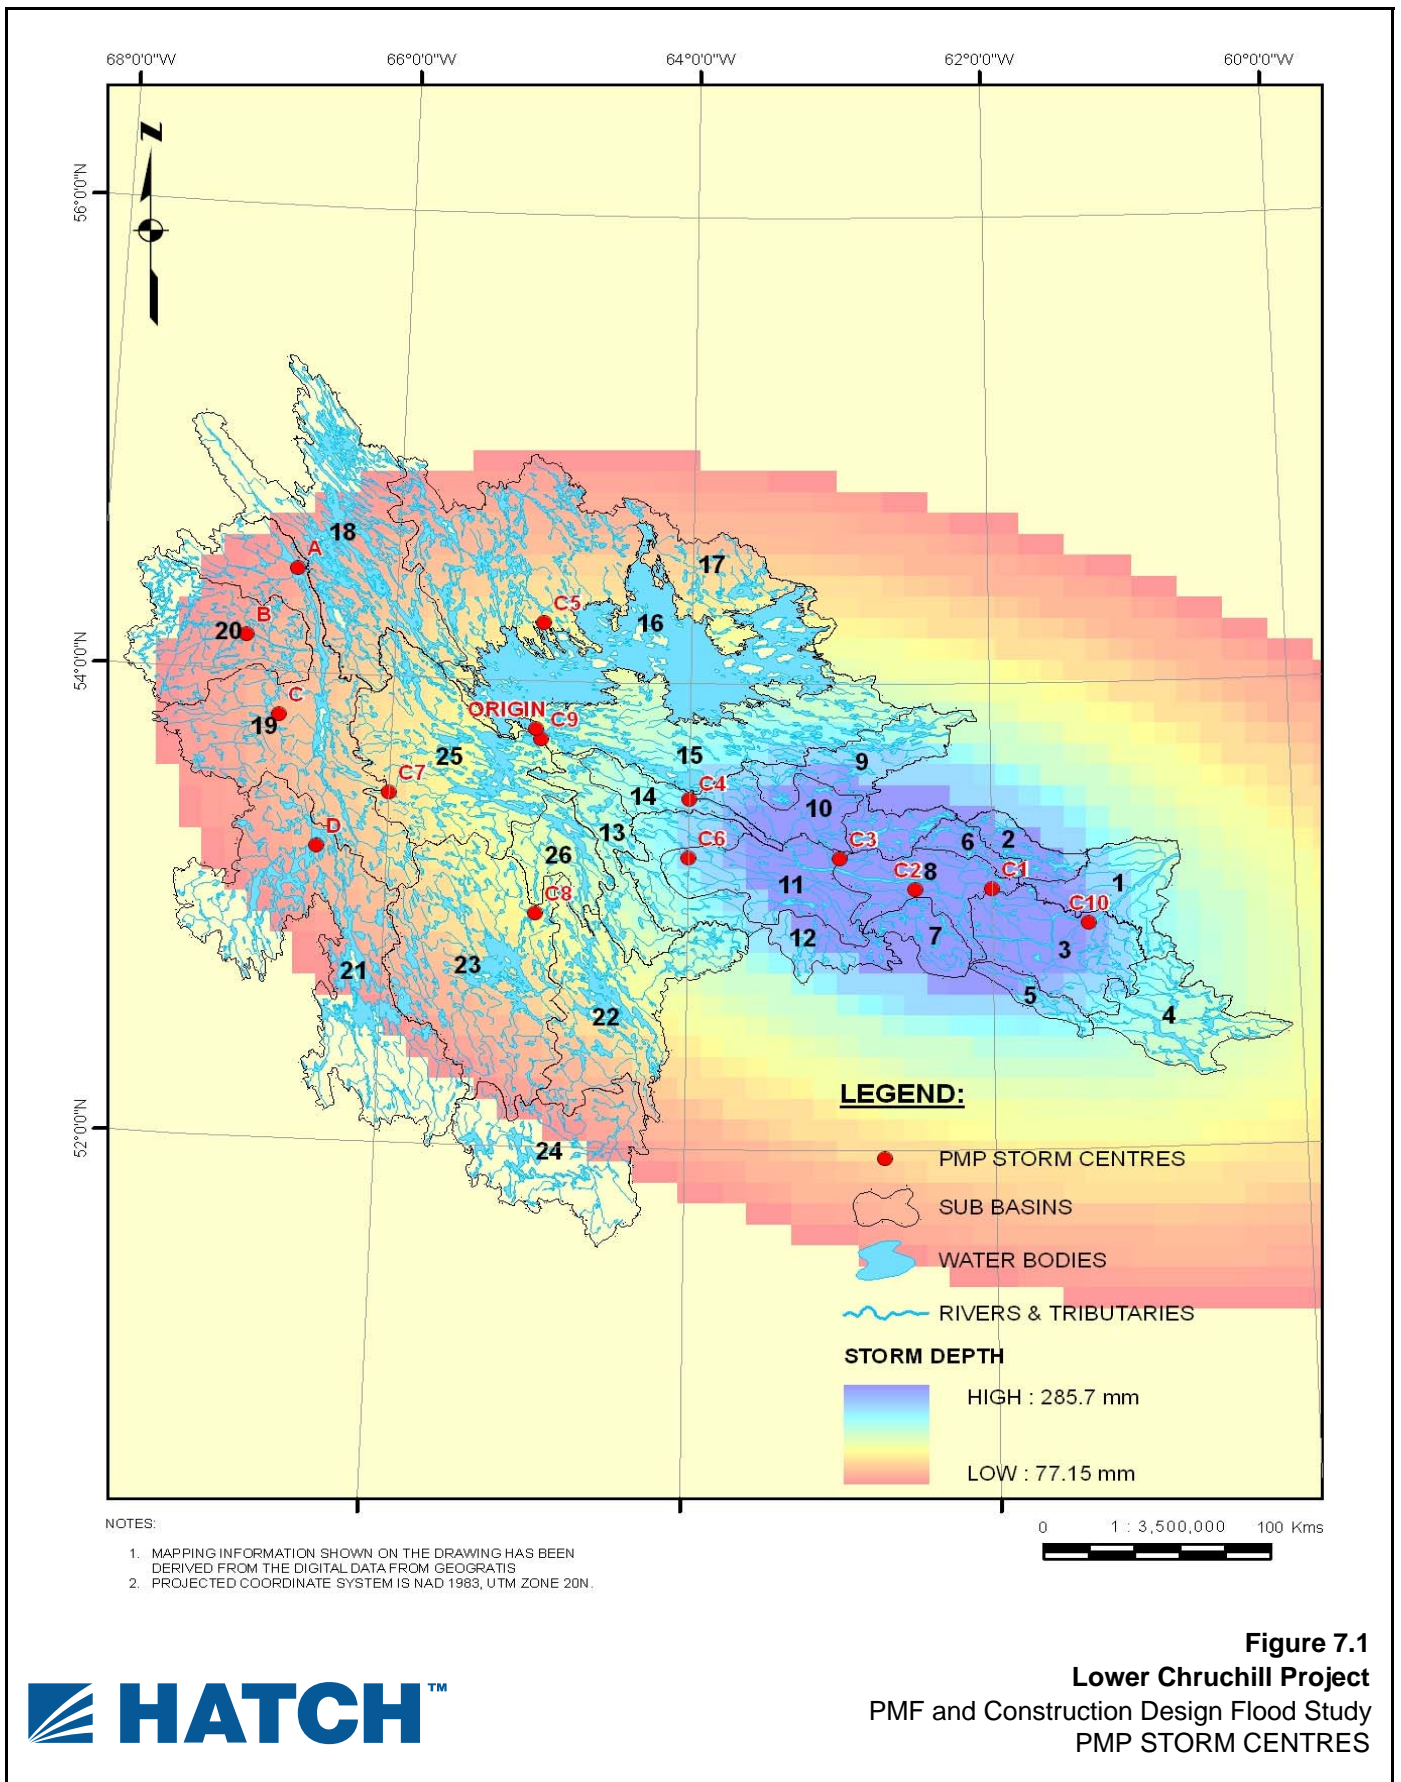 68°0'0"W 66°0'0"W 64°0'0"W 62°0'0"W 60°0'0"W
56°0'0"N
54°0'0"N
52°0'0"N
18
A
17
C5
B
20
16
C
19
ORIGIN
C9
25
15
9
C7
C4
14
10
D
13
6
2
C6
C3
26
11
C2
8
C1
1
C8
C10
12
7
3
23
21
5
22
4
24
LEGEND:
PMP STORM CENTRES
SUB BASINS
WATER BODIES
RIVERS & TRIBUTARIES
STORM DEPTH
HIGH : 285.7 mm
LOW : 77.15 mm
NOTES:
1. MAPPING INFORMATION SHOWN ON THE DRAWING HAS BEEN
DERIVED FROM THE DIGITAL DATA FROM GEOGRATIS
2. PROJECTED COORDINATE SYSTEM IS NAD 1983, UTM ZONE 20N.
0 1 : 3,500,000 100 Kms
Figure 7.1
Lower Chruchill Project
PMF and Construction Design Flood Study
PMP STORM CENTRES
HATCH™
Z